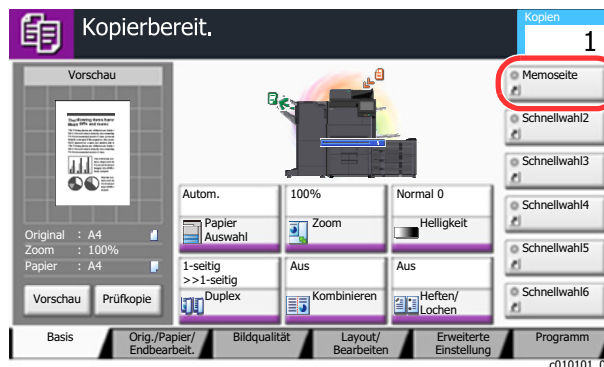 Kopierbereit.
Kopien
1
Vorschau
Original : A4
Zoom : 100%
Papier : A4
Vorschau
Prüfkopie
Autom.
Papier
Auswahl
100%
Zoom
Normal 0
Helligkeit
1-seitig
>>1-seitig
Duplex
Aus
Kombinieren
Aus
Heften/
Lochen
Memoseite
Schnellwahl2
Schnellwahl3
Schnellwahl4
Schnellwahl5
Schnellwahl6
Basis
Orig./Papier/
Endbearbeit.
Bildqualität
Layout/
Bearbeiten
Erweiterte
Einstellung
Programm